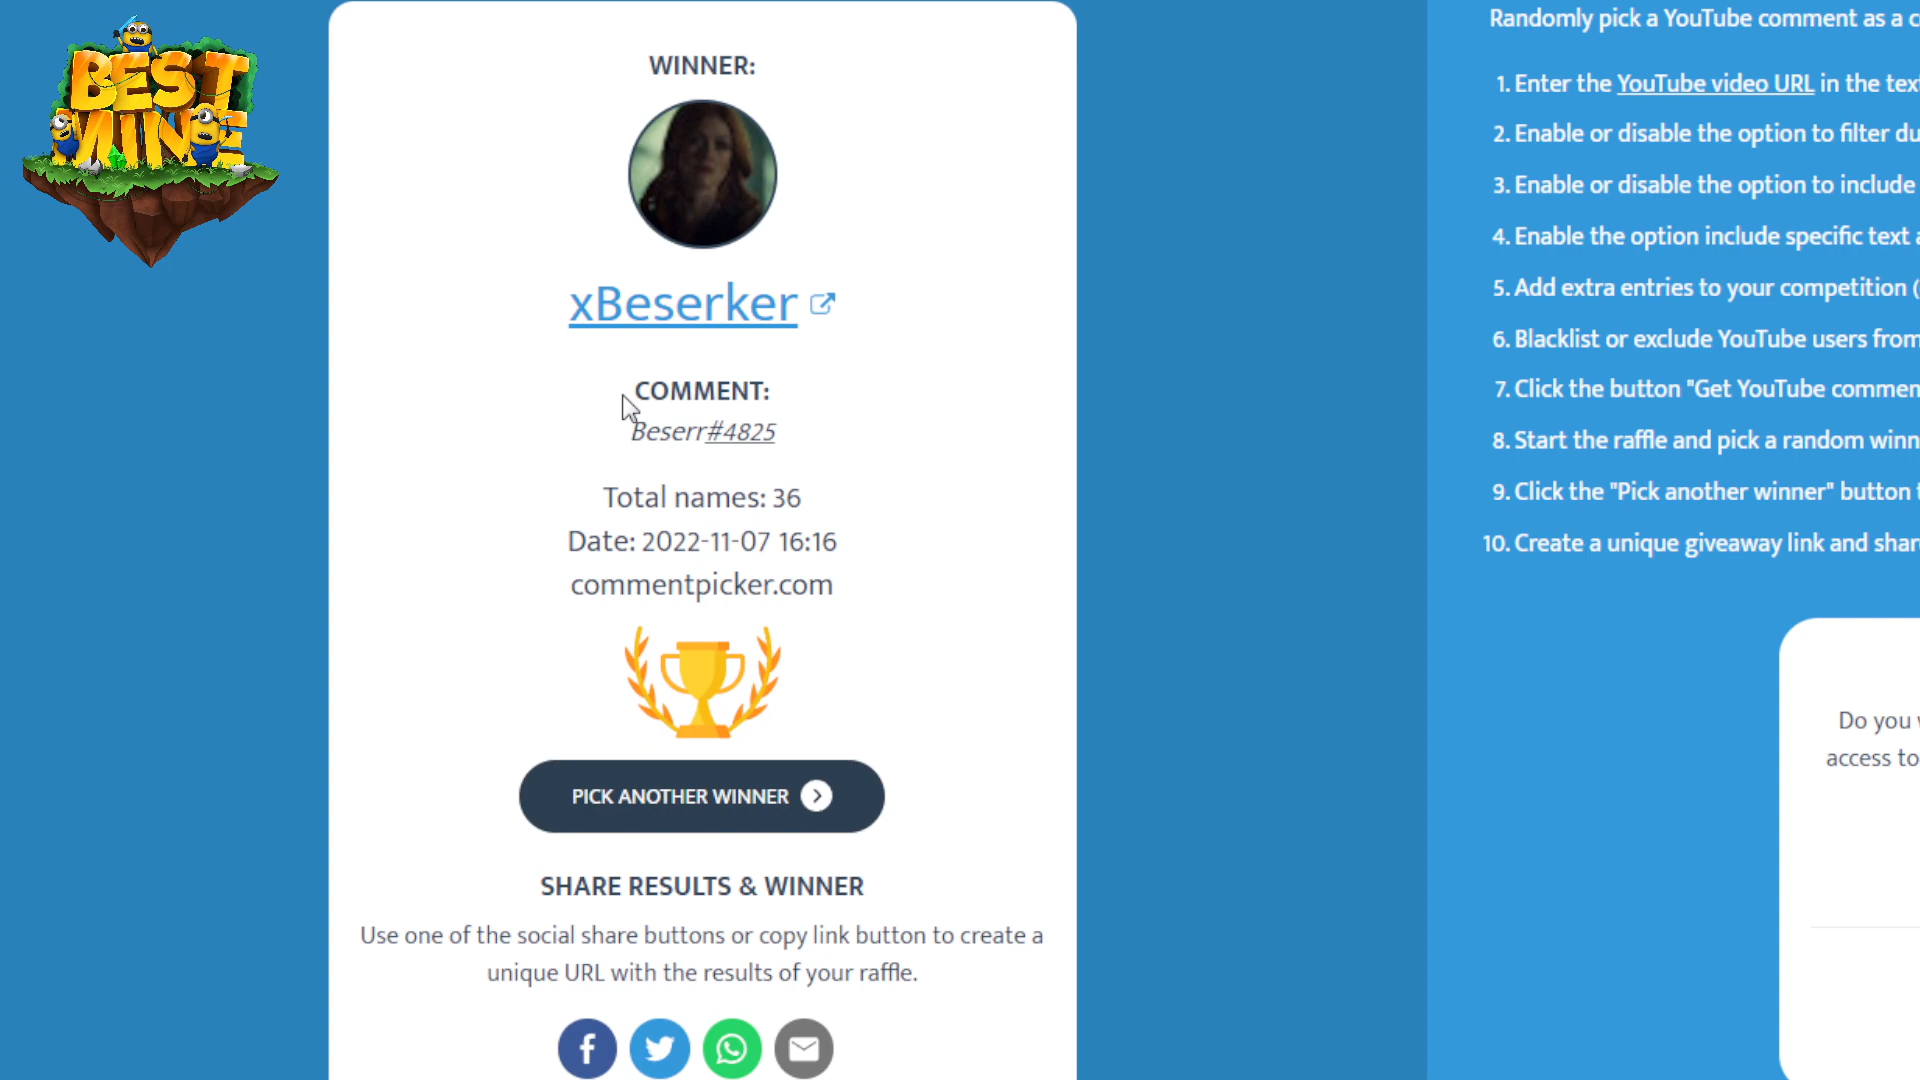 BEST
MINE
WINNER:
xBeserker
COMMENT:
Beserr#4825
Total names: 36
Date: 2022-11-07 16:16
commentpicker.com
PICK ANOTHER WINNER
SHARE RESULTS & WINNER
Use one of the social share buttons or copy link button to create a
unique URL with the results of your raffle.
Randomly pick a YouTube comment as a
1. Enter the YouTube video URL in the
2. Enable or disable the option to filter
3. Enable or disable the option to include
4. Enable the option include specific text
5. Add extra entries to your competition (
6. Blacklist or exclude YouTube users from
7. Click the button "Get YouTube
8. Start the raffle and pick a random
9. Click the "Pick another winner" button
10. Create a unique giveaway link and
Do you
access to